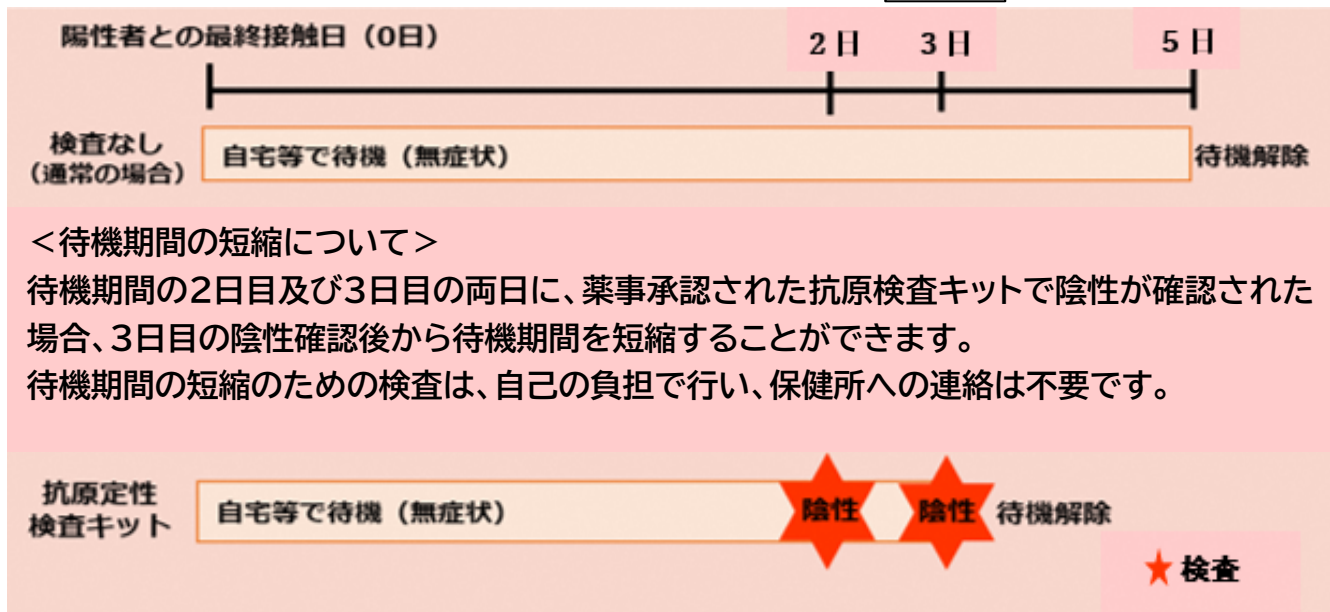 陽性者との最終接触日（0日）
2日 3日 5日
検査なし
（通常の場合）
自宅等で待機（無症状）
待機解除
＜待機期間の短縮について＞
待機期間の2日目及び3日目の両日に、薬事承認された抗原検査キットで陰性が確認された
場合、3日目の陰性確認後から待機期間を短縮することができます。
待機期間の短縮のための検査は、自己の負担で行い、保健所への連絡は不要です。
抗原定性
検査キット
自宅等で待機（無症状）
陰性 陰性 待機解除
★検査